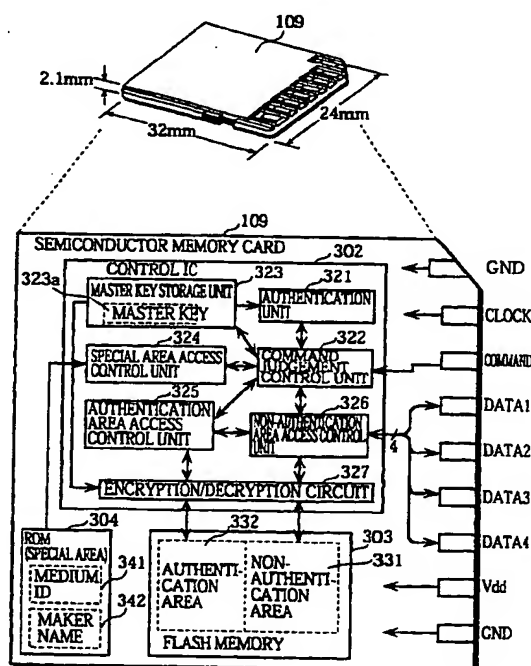 109
2.1mm
32mm
24mm
109
SEMICONDUCTOR MEMORY CARD
302
CONTROL IC
323
321
323a
MASTER KEY STORAGE UNIT
MASTER KEY
AUTHENTICATION
UNIT
324
322
SPECIAL AREA ACCESS
CONTROL UNIT
COMMAND
JUDGEMENT
CONTROL UNIT
325
326
AUTHENTICATION
AREA ACCESS
CONTROL UNIT
NON-AUTHENTICATION
AREA ACCESS CONTROL
UNIT
4
327
ENCRYPTION/DECRYPTION CIRCUIT
304
332
303
ROM
(SPECIAL AREA)
341
MEDIUM
ID
342
MAKER
NAME
AUTHENTI-
CATION
AREA
331
NON-
AUTHENTI-
CATION
AREA
FLASH MEMORY
GND
CLOCK
COMMAND
DATA1
DATA2
DATA3
DATA4
Vdd
GND